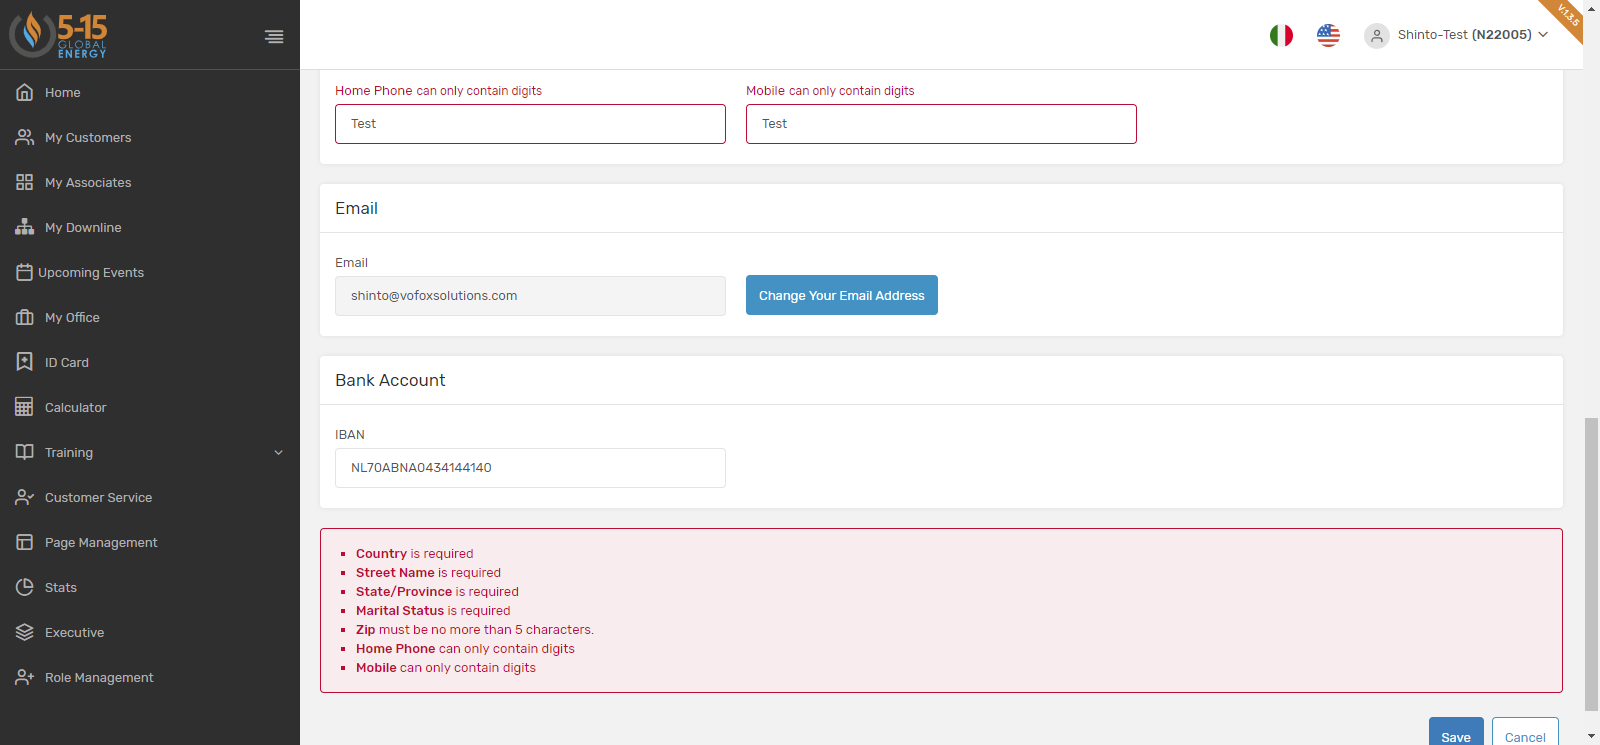 5-15
GLOBAL
ENERGY
Shinto-Test (N22005)
V.1.3.5
Home
My Customers
My Associates
My Downline
Upcoming Events
My Office
ID Card
Calculator
Training
Customer Service
Page Management
Stats
Executive
Role Management
Home Phone can only contain digits
Mobile can only contain digits
Test
Test
Email
Email
shinto@vofoxsolutions.com
Change Your Email Address
Bank Account
IBAN
NL70ABNA0434144140
Country is required
Street Name is required
State/Province is required
Marital Status is required
Zip must be no more than 5 characters.
Home Phone can only contain digits
Mobile can only contain digits
Save
Cancel